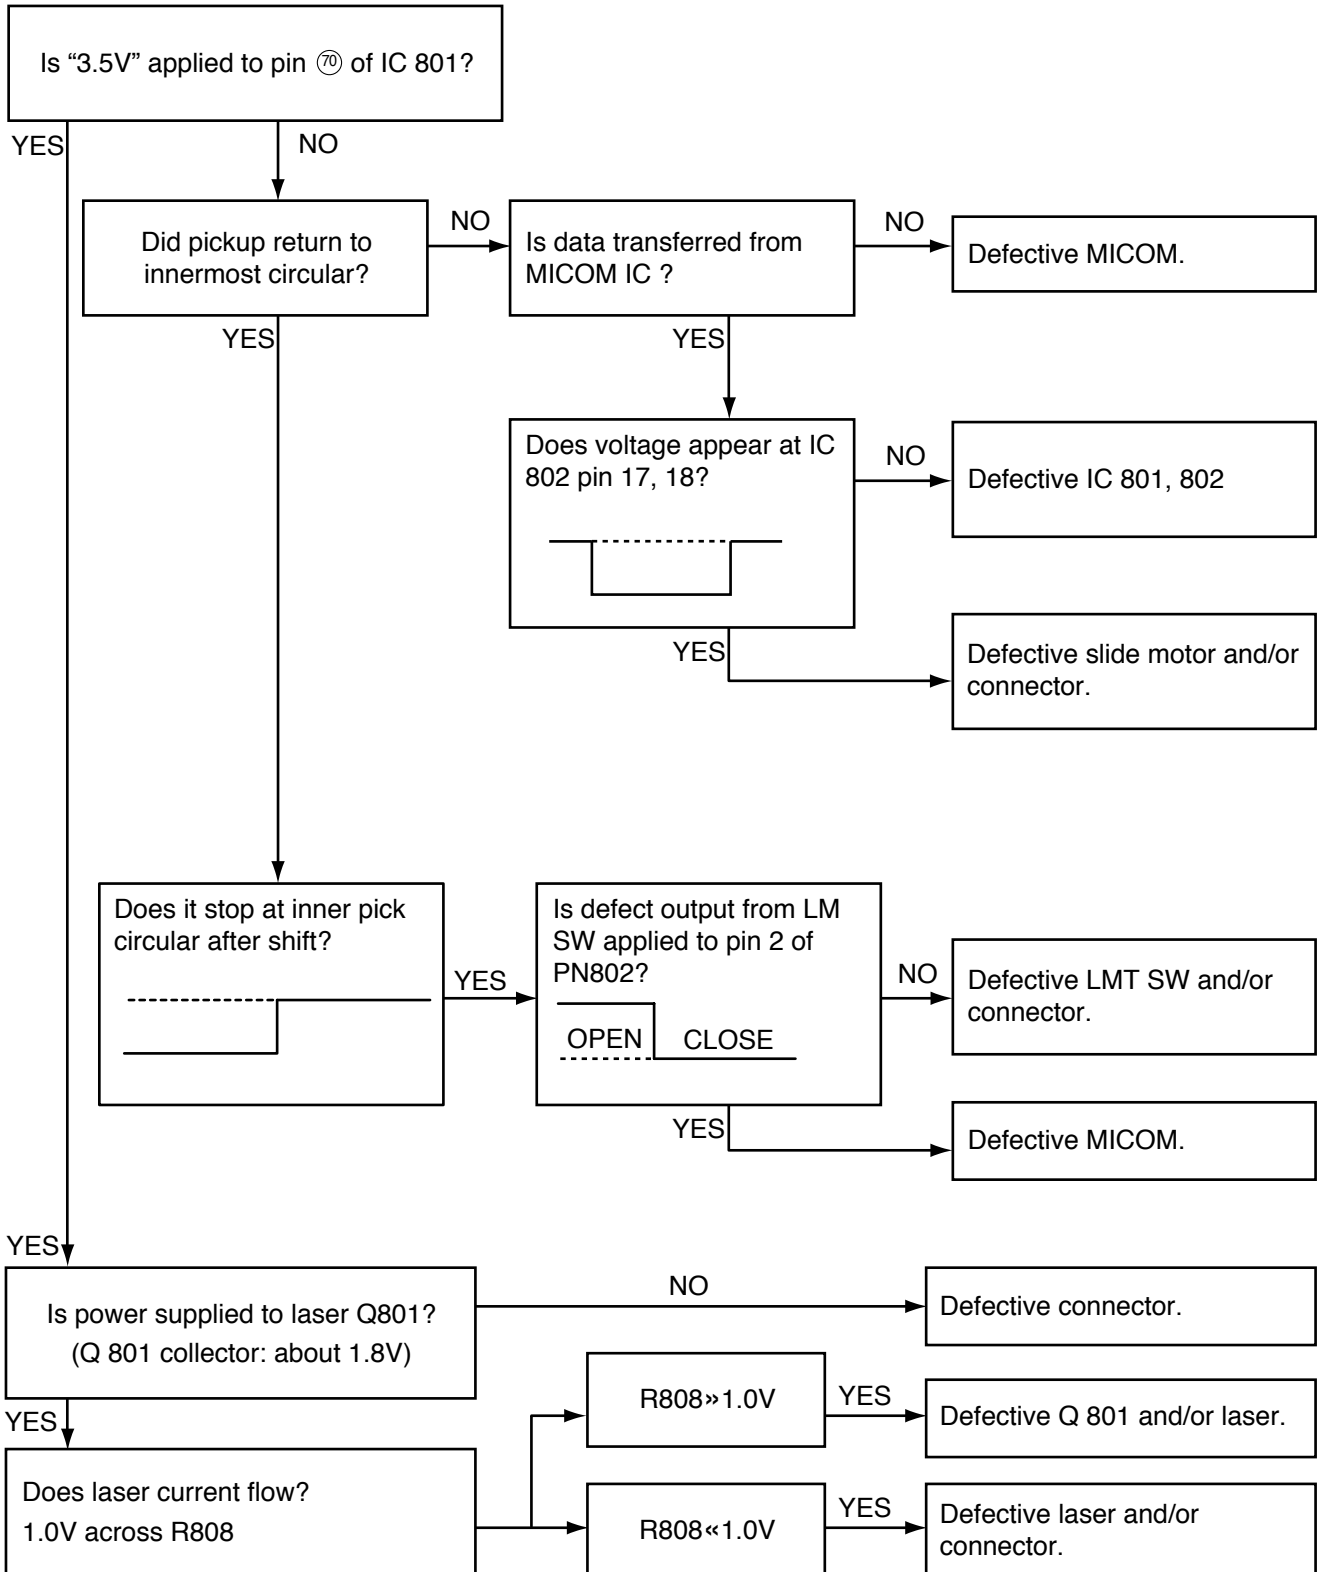 Is “3.5V” applied to pin ⑦⓪ of IC 801?
YES
NO
Did pickup return to
innermost circular?
NO
Is data transferred from
MICOM IC ?
NO
Defective MICOM.
YES
YES
Does voltage appear at IC
802 pin 17, 18?
NO
Defective IC 801, 802
YES
Defective slide motor and/or
connector.
Does it stop at inner pick
circular after shift?
YES
Is defect output from LM
SW applied to pin 2 of
PN802?
OPEN CLOSE
NO
Defective LMT SW and/or
connector.
YES
Defective MICOM.
YES
Is power supplied to laser Q801?
(Q 801 collector: about 1.8V)
NO
Defective connector.
YES
R808»1.0V
YES
Defective Q 801 and/or laser.
Does laser current flow?
1.0V across R808
R808«1.0V
YES
Defective laser and/or
connector.